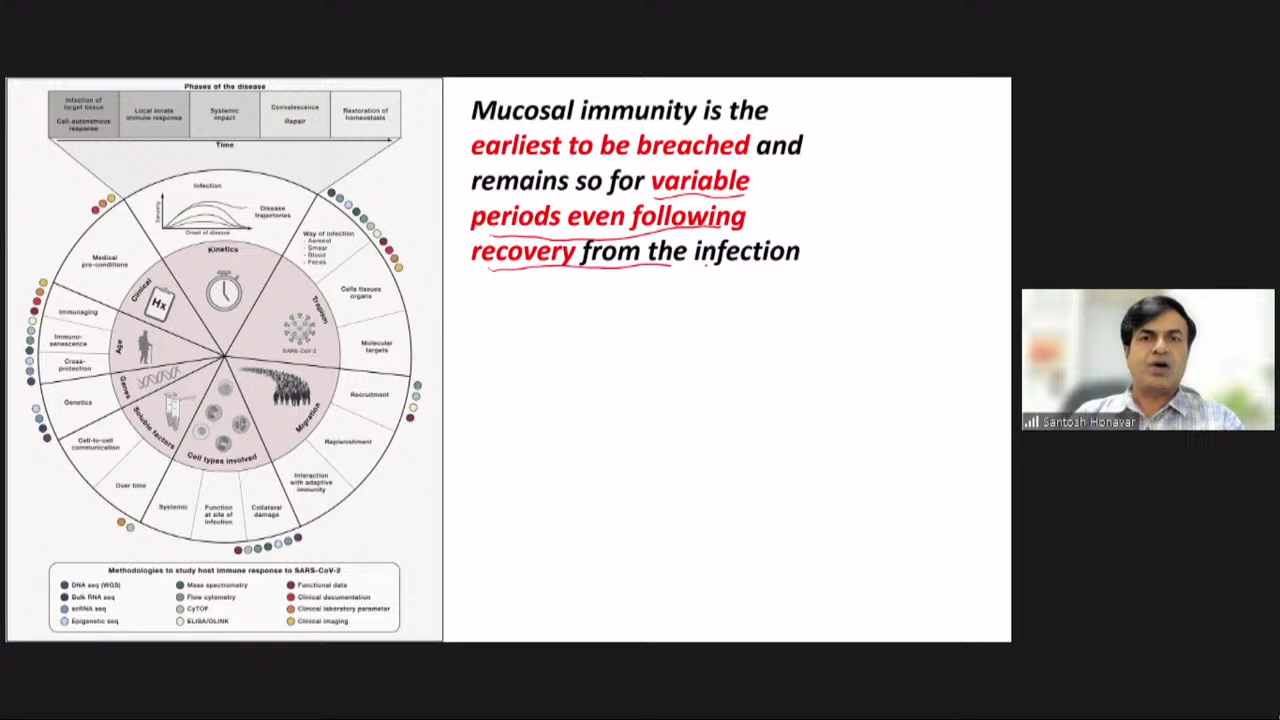 Phases of the disease
Infection of
target tissue
Cell-autonomous
response
Local innate
immune response
Systemic
impact
Convalescence
Repair
Restoration of
homeostasis
Time
Infection
Severity
Onset of disease
Disease
trajectories
Kinetics
Way of infection
- Aerosol
- Smear
- Blood
- Feces
Cells tissues
organs
Molecular
targets
Tropism
SARS-CoV-2
Recruitment
Replenishment
Interaction
with adaptive
immunity
Migration
Collateral
damage
Function
at site of
infection
Systemic
Cell types involved
Over time
Cell-to-cell
communication
Soluble factors
Genetics
Genes
Cross-
protection
Immuno-
senescence
Immunaging
Age
Medical
pre-conditions
Clinical
Hx
Methodologies to study host immune response to SARS-CoV-2
DNA seq (WGS)
Bulk RNA seq
scRNA seq
Epigenetic seq
Mass spectrometry
Flow cytometry
CyTOF
ELISA/OLINK
Functional data
Clinical documentation
Clinical laboratory parameter
Clinical imaging
Mucosal immunity is the
earliest to be breached and
remains so for variable
periods even following
recovery from the infection
Santosh Honavar